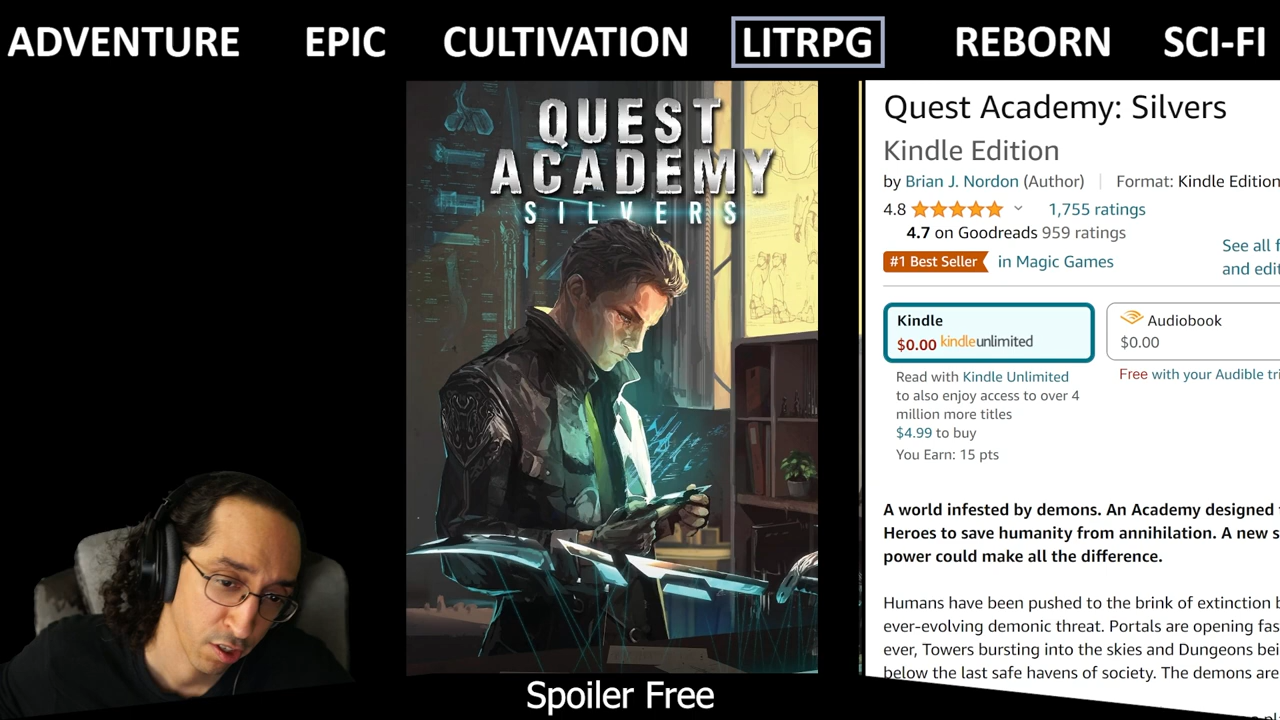 ADVENTURE EPIC CULTIVATION LITRPG REBORN SCI-FI
QUEST
ACADEMY
SILVERS
Quest Academy: Silvers
Kindle Edition
by Brian J. Nordon (Author) Format: Kindle Edition
4.8 1,755 ratings
4.7 on Goodreads 959 ratings
See all f
#1 Best Seller in Magic Games
and edit
Kindle
$0.00 kindleunlimited
Audiobook
$0.00
Read with Kindle Unlimited
to also enjoy access to over 4
million more titles
$4.99 to buy
You Earn: 15 pts
Free with your Audible tri
A world infested by demons. An Academy designed
Heroes to save humanity from annihilation. A new s
power could make all the difference.
Humans have been pushed to the brink of extinction b
ever-evolving demonic threat. Portals are opening fas
ever, Towers bursting into the skies and Dungeons bei
below the last safe havens of society. The demons are
Spoiler Free